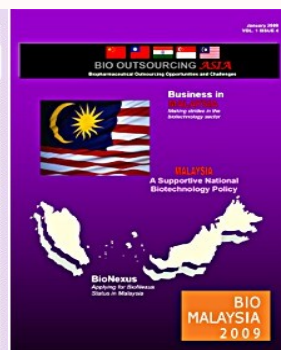 January 2009
VOL. 1 ISSUE 4
BIO OUTSOURCING ASIA
Biopharmaceutical Outsourcing Opportunities and Challenges
Business in
MALAYSIA
Making strides in the
biotechnology sector
MALAYSIA
A Supportive National
Biotechnology Policy
BioNexus
Applying for BioNexus
Status in Malaysia
BIO
MALAYSIA
2009